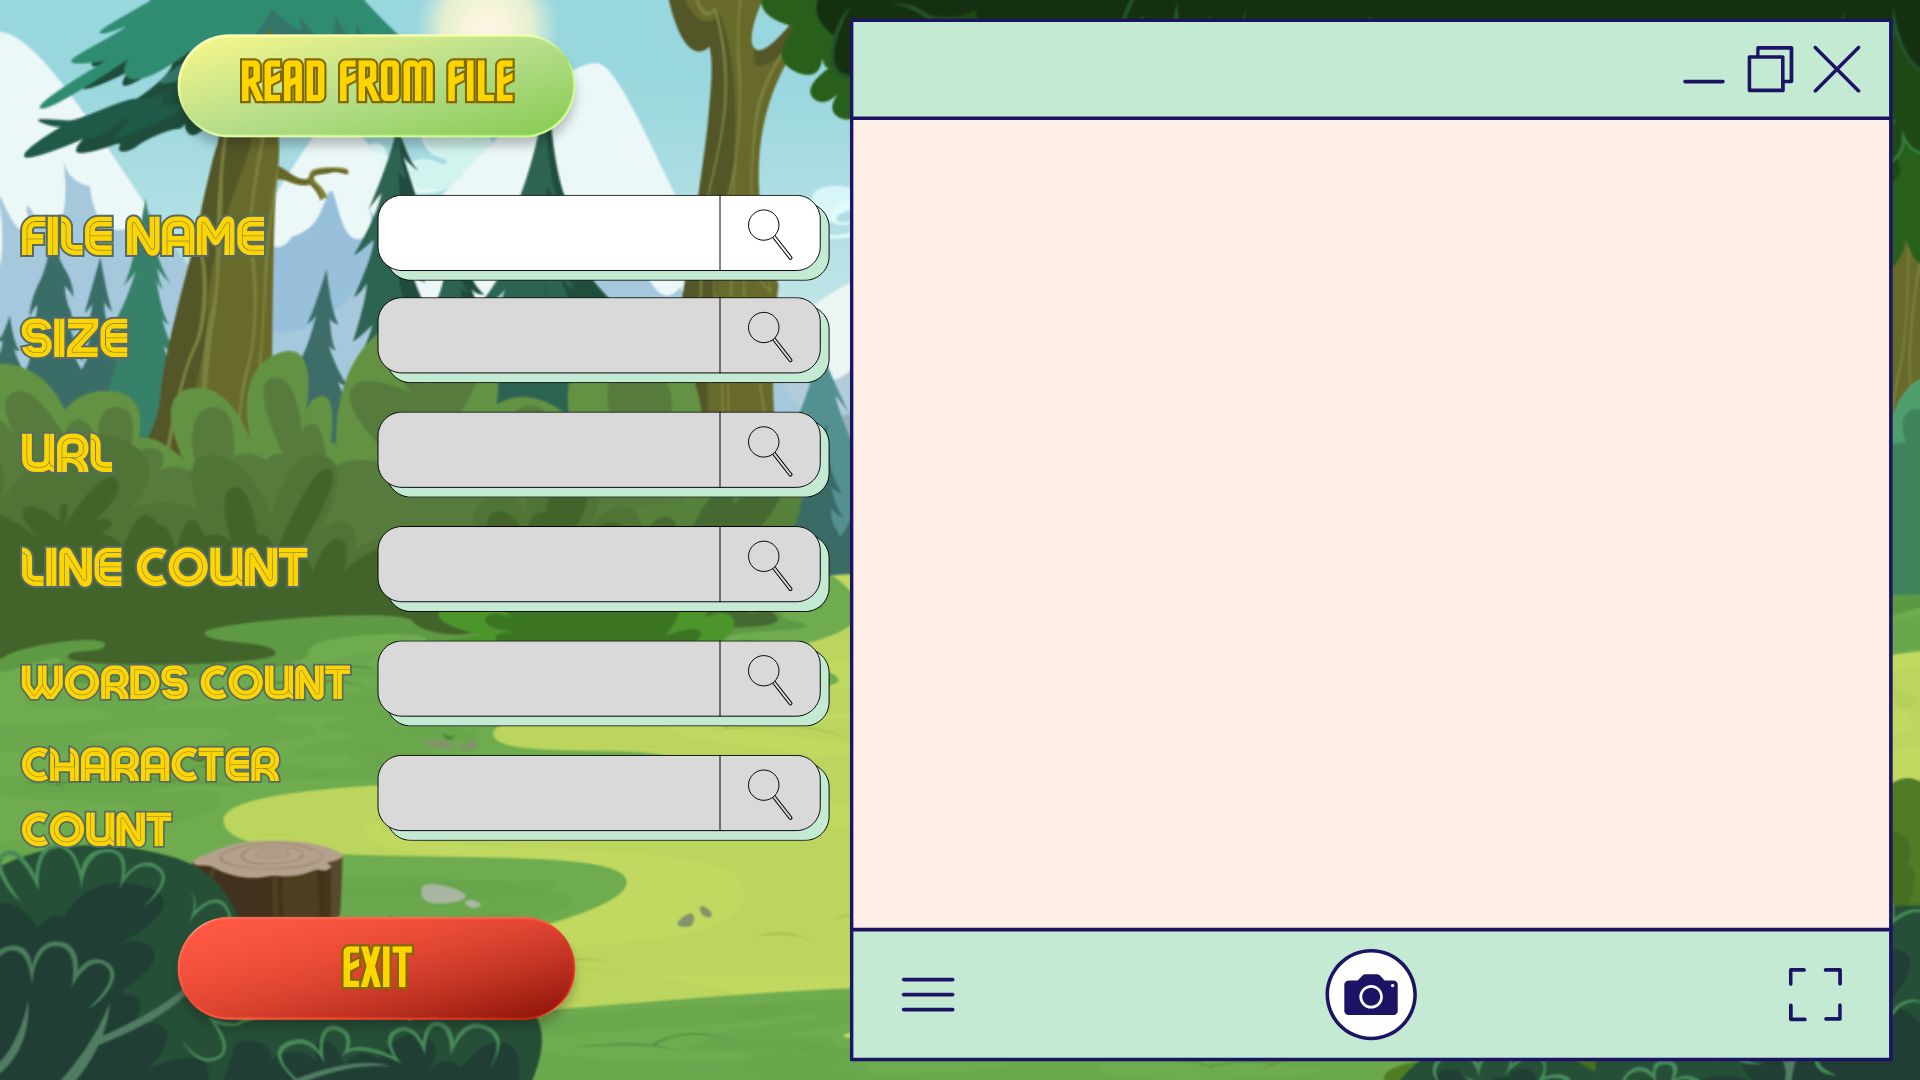 READ FROM FILE
FILE NAME
SIZE
URL
LINE COUNT
WORDS COUNT
CHARACTER
COUNT
EXIT